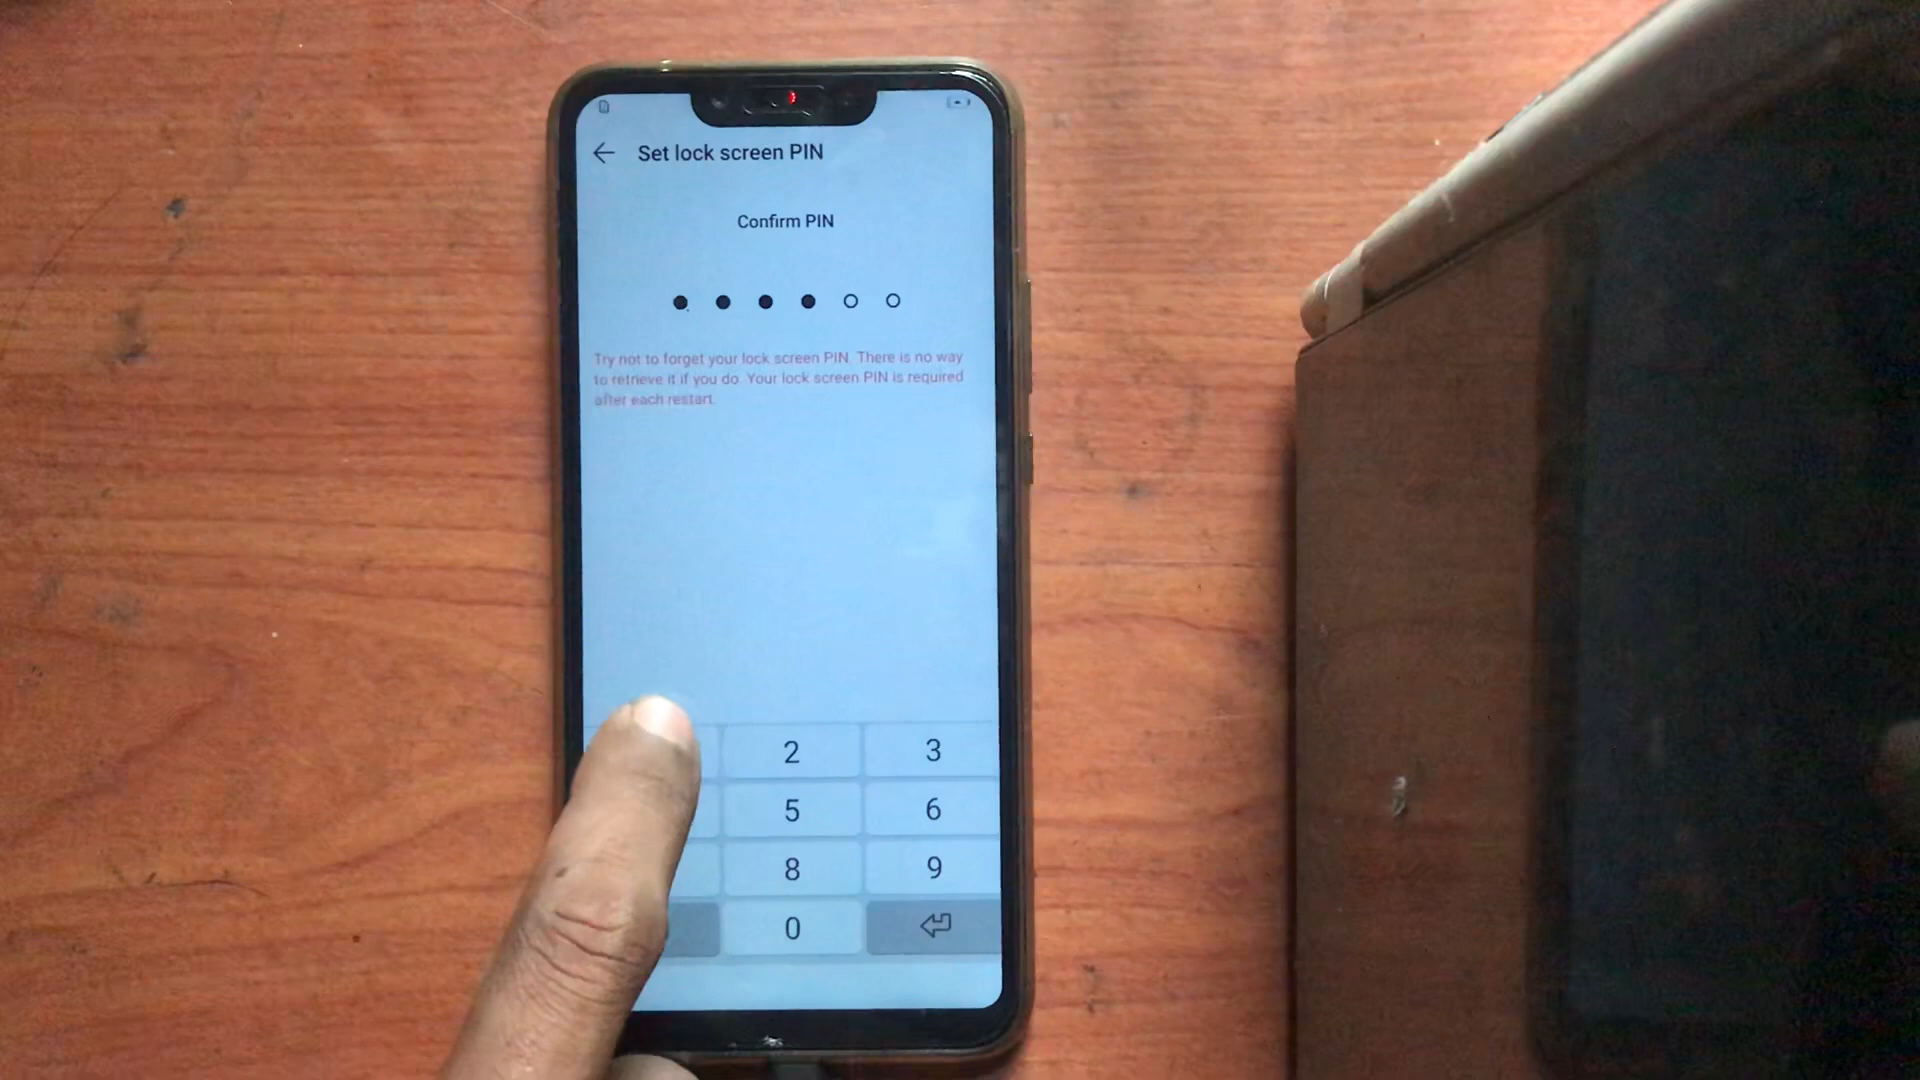 Set lock screen PIN
Confirm PIN
Try not to forget your lock screen PIN. There is no way
to retrieve it if you do. Your lock screen PIN is required
after each restart.
2 3
5 6
8 9
0